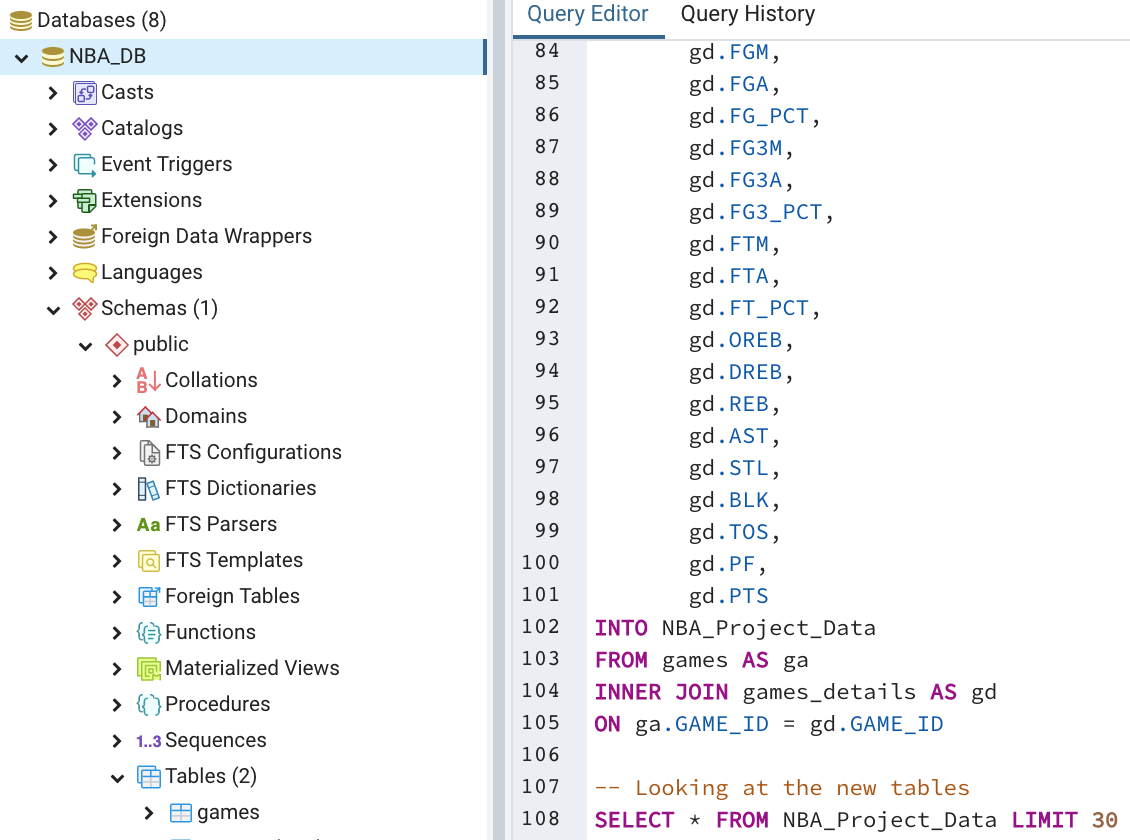 Databases (8)
NBA_DB
Casts
Catalogs
Event Triggers
Extensions
Foreign Data Wrappers
Languages
Schemas (1)
public
Collations
Domains
FTS Configurations
FTS Dictionaries
Aa FTS Parsers
FTS Templates
Foreign Tables
Functions
Materialized Views
Procedures
1..3 Sequences
Tables (2)
games
Query Editor Query History
84 gd.FGM,
85 gd.FGA,
86 gd.FG_PCT,
87 gd.FG3M,
88 gd.FG3A,
89 gd.FG3_PCT,
90 gd.FTM,
91 gd.FTA,
92 gd.FT_PCT,
93 gd.OREB,
94 gd.DREB,
95 gd.REB,
96 gd.AST,
97 gd.STL,
98 gd.BLK,
99 gd.TOS,
100 gd.PF,
101 gd.PTS
102 INTO NBA_Project_Data
103 FROM games AS ga
104 INNER JOIN games_details AS gd
105 ON ga.GAME_ID = gd.GAME_ID
106
107 -- Looking at the new tables
108 SELECT * FROM NBA_Project_Data LIMIT 30